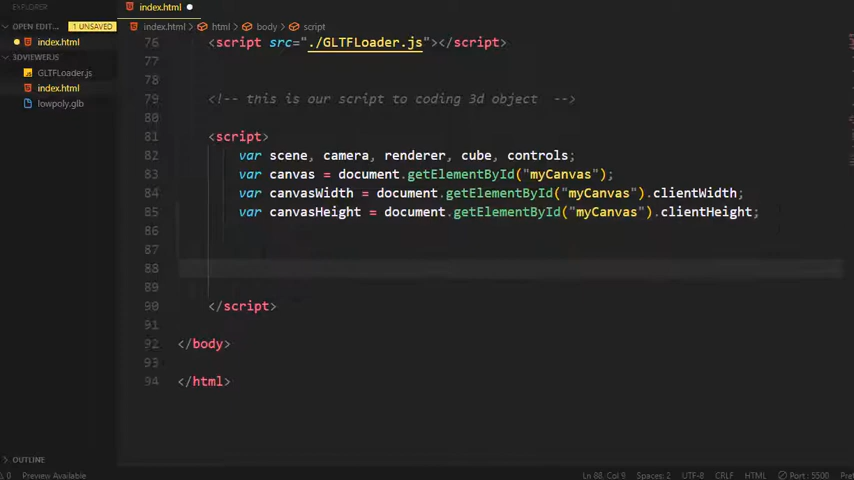 EXPLORER
OPEN EDIT... 1 UNSAVED
index.html
3DVIEWERJS
GLTFLoader.js
index.html
lowpoly.glb
OUTLINE
index.html
index.html > html > body > script
76 <script src="./GLTFLoader.js"></script>
77
78
79 <!-- this is our script to coding 3d object -->
80
81 <script>
82 var scene, camera, renderer, cube, controls;
83 var canvas = document.getElementById("myCanvas");
84 var canvasWidth = document.getElementById("myCanvas").clientWidth;
85 var canvasHeight = document.getElementById("myCanvas").clientHeight;
86
87
88
89
90 </script>
91
92 </body>
93
94 </html>
0 Preview Available Ln 88, Col 9 Spaces: 2 UTF-8 CRLF HTML Port : 5500